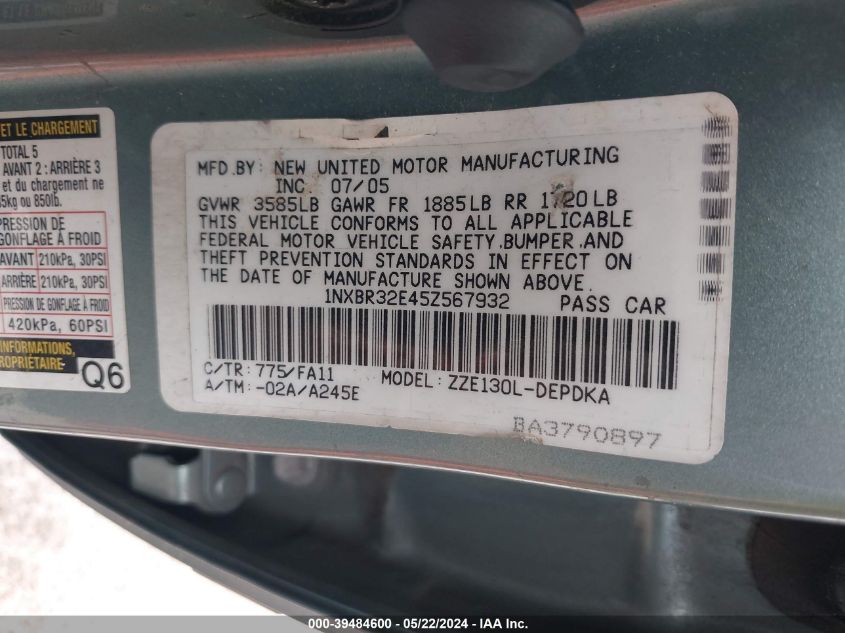 ET LE CHARGEMENT
TOTAL 5
AVANT 2 : ARRIÈRE 3
et du chargement ne
kg ou 850lb.
PRESSION DE
GONFLAGE À FROID
AVANT 210kPa, 30PSI
ARRIÈRE 210kPa, 30PSI
PRESSION DE GONFLAGE À FROID
420kPa, 60PSI
INFORMATIONS,
PROPRIÉTAIRE
Q6
MFD.BY: NEW UNITED MOTOR MANUFACTURING
INC. 07/05
GVWR 3585LB GAWR FR 1885LB RR 1720LB
THIS VEHICLE CONFORMS TO ALL APPLICABLE
FEDERAL MOTOR VEHICLE SAFETY,BUMPER,AND
THEFT PREVENTION STANDARDS IN EFFECT ON
THE DATE OF MANUFACTURE SHOWN ABOVE.
1NXBR32E45Z567932 PASS CAR
C/TR: 775/FA11 MODEL: ZZE130L-DEPDKA
A/TM: -02A/A245E
BA3790897
000-39484600 - 05/22/2024 - IAAI.COM